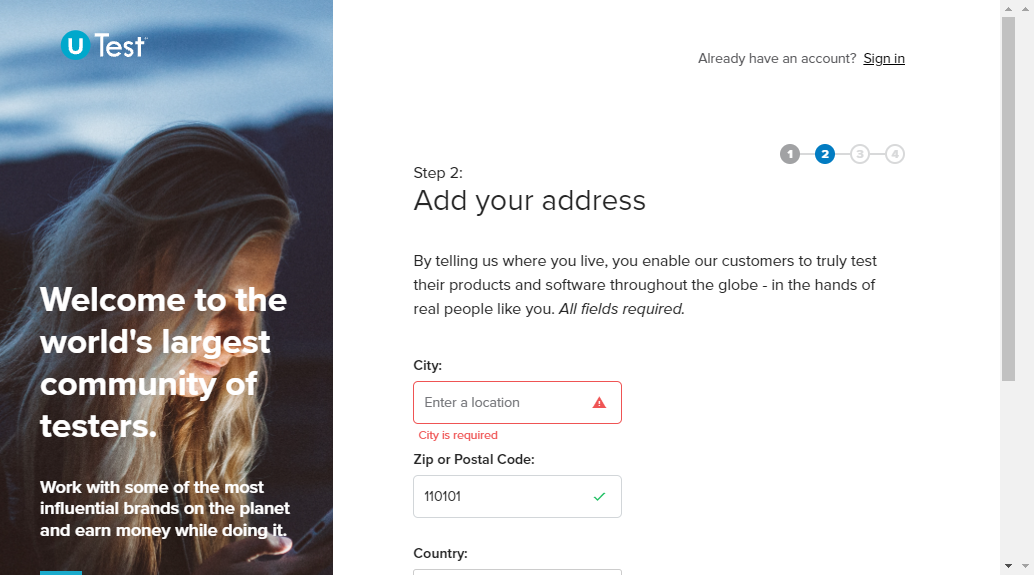 U Test
Already have an account? Sign in
1 2 3 4
Step 2:
Add your address
By telling us where you live, you enable our customers to truly test
their products and software throughout the globe - in the hands of
real people like you. All fields required.
City:
Enter a location
City is required
Zip or Postal Code:
110101
Country:
Welcome to the
world's largest
community of
testers.
Work with some of the most
influential brands on the planet
and earn money while doing it.